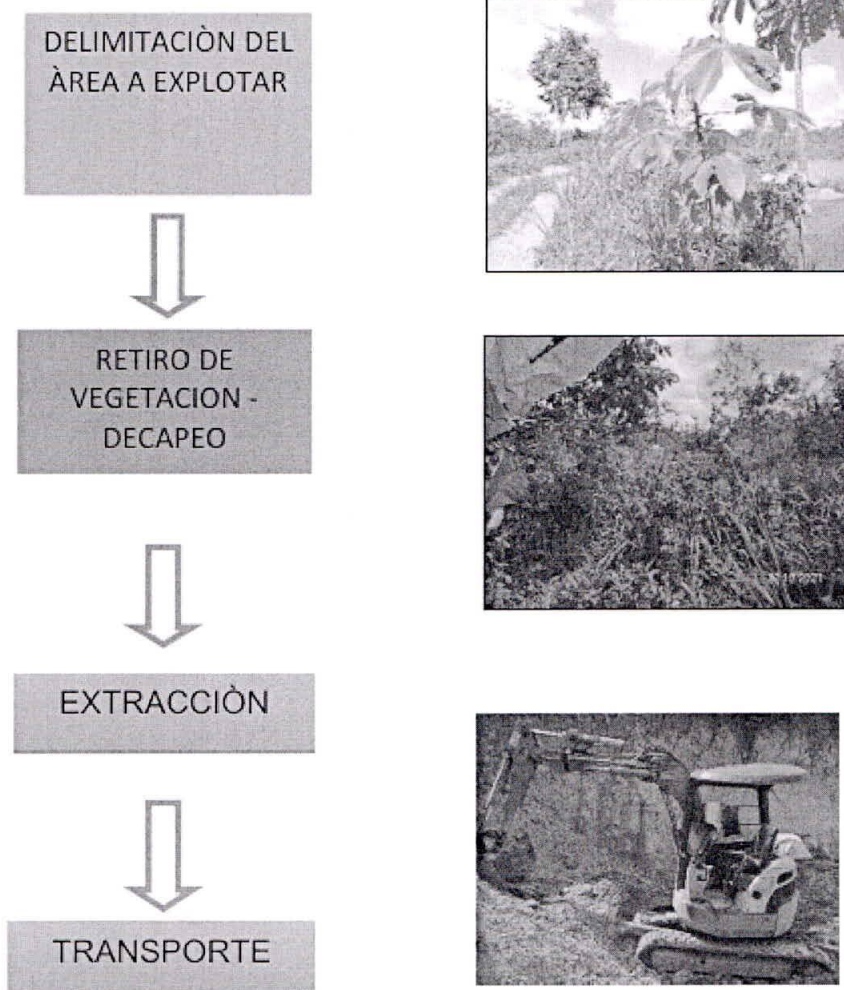 DELIMITACIÒN DEL
ÀREA A EXPLOTAR
RETIRO DE
VEGETACION -
DECAPEO
EXTRACCIÒN
TRANSPORTE